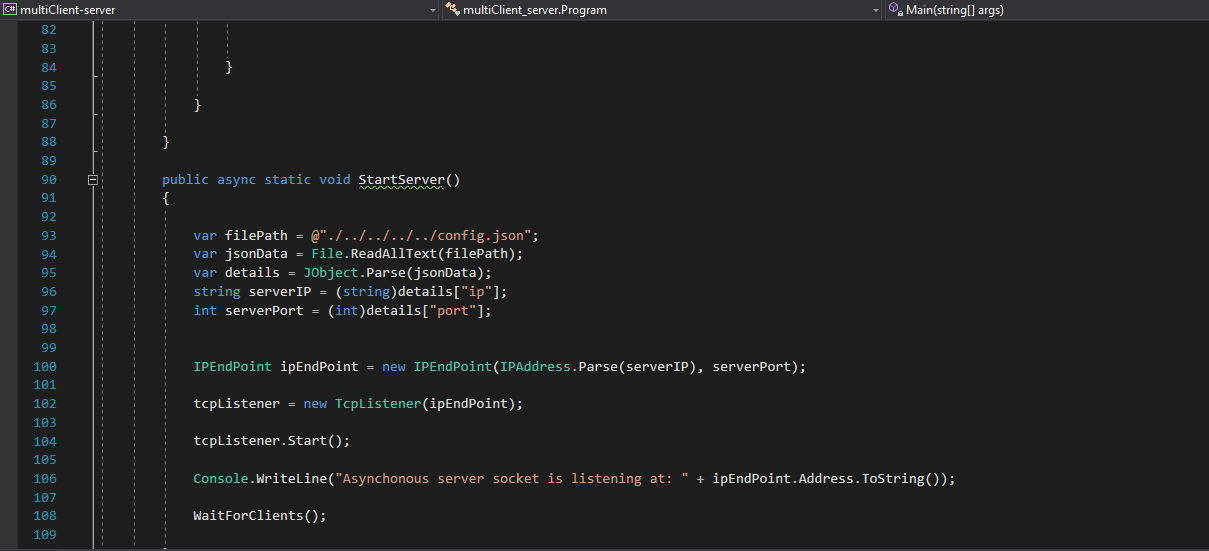 C# multiClient-server multiClient_server.Program Main(string[] args)
82
83
84 }
85
86 }
87
88 }
89
90 public async static void StartServer()
91 {
92
93 var filePath = @"./../../../../config.json";
94 var jsonData = File.ReadAllText(filePath);
95 var details = JObject.Parse(jsonData);
96 string serverIP = (string)details["ip"];
97 int serverPort = (int)details["port"];
98
99
100 IPEndPoint ipEndPoint = new IPEndPoint(IPAddress.Parse(serverIP), serverPort);
101
102 tcpListener = new TcpListener(ipEndPoint);
103
104 tcpListener.Start();
105
106 Console.WriteLine("Asynchonous server socket is listening at: " + ipEndPoint.Address.ToString());
107
108 WaitForClients();
109